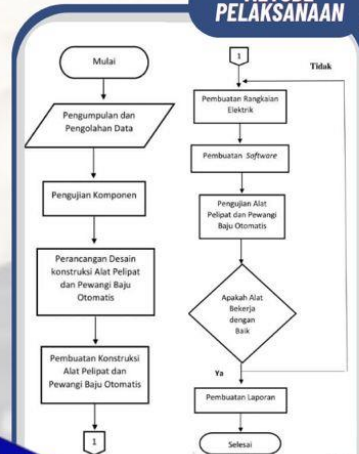 PELAKSANAAN
Mulai
Pengumpulan dan
Pengolahan Data
Pengujian Komponen
Perancangan Desain
konstruksi Alat Pelipat
dan Pewangi Baju
Otomatis
Pembuatan Konstruksi
Alat Pelipat dan
Pewangi Baju Otomatis
1
1
Tidak
Pembuatan Rangkaian
Elektrik
Pembuatan Software
Pengujian Alat
Pelipat dan Pewangi
Baju Otomatis
Apakah Alat
Bekerja
dengan
Baik
Ya
Pembuatan Laporan
Selesai